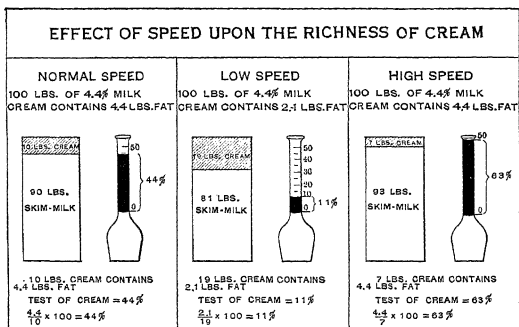 EFFECT OF SPEED UPON THE RICHNESS OF CREAM
NORMAL SPEED
100 LBS. OF 4.4% MILK
CREAM CONTAINS 4.4 LBS.FAT
10 LBS. CREAM
90 LBS.
SKIM-MILK
50
44%
0
10 LBS. CREAM CONTAINS
4.4 LBS. FAT
TEST OF CREAM = 44%
4.4/10 x 100 = 44%
LOW SPEED
100 LBS. OF 4.4% MILK
CREAM CONTAINS 2.1 LBS.FAT
19 LBS. CREAM
81 LBS.
SKIM-MILK
50
40
30
20
10
0
11%
19 LBS. CREAM CONTAINS
2.1 LBS. FAT
TEST OF CREAM = 11%
2.1/19 x 100 = 11%
HIGH SPEED
100 LBS. OF 4.4% MILK
CREAM CONTAINS 4.4 LBS.FAT
7 LBS. CREAM
93 LBS.
SKIM-MILK
50
63%
0
7 LBS. CREAM CONTAINS
4.4 LBS. FAT
TEST OF CREAM = 63%
4.4/7 x 100 = 63%